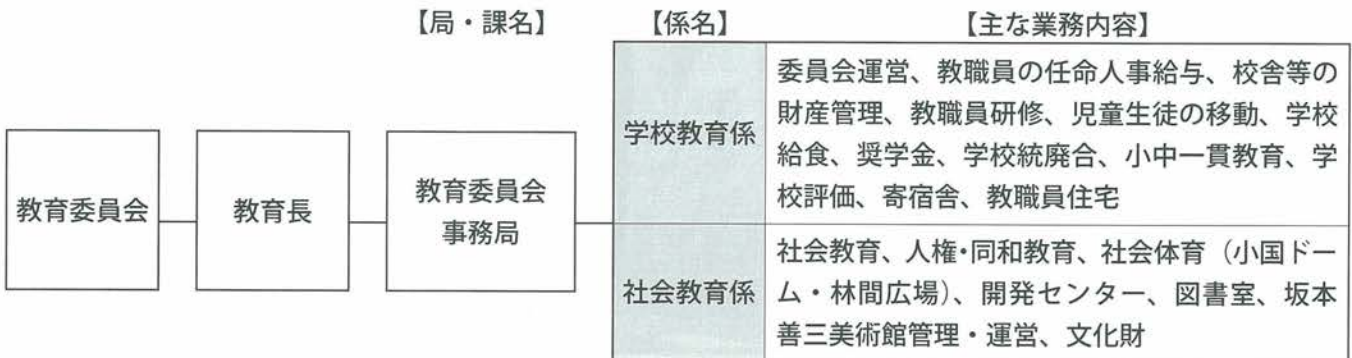 【局・課名】 【係名】 【主な業務内容】
教育委員会
教育長
教育委員会
事務局
学校教育係
委員会運営、教職員の任命人事給与、校舎等の
財産管理、教職員研修、児童生徒の移動、学校
給食、奨学金、学校統廃合、小中一貫教育、学
校評価、寄宿舎、教職員住宅
社会教育係
社会教育、人権・同和教育、社会体育（小国ドー
ム・林間広場）、開発センター、図書室、坂本
善三美術館管理・運営、文化財